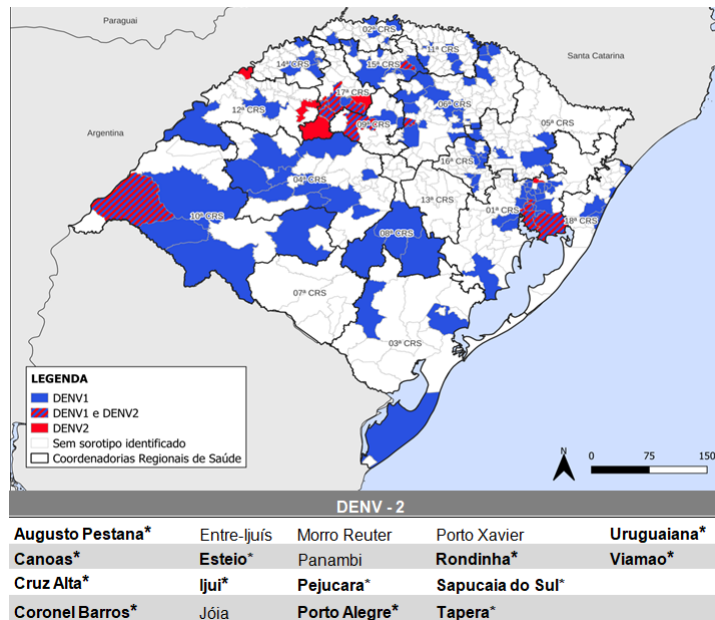 Paraguai
Santa Catarina
Argentina
02ª CRS
11ª CRS
14ª CRS
15ª CRS
17ª CRS
12ª CRS
06ª CRS
09ª CRS
05ª CRS
16ª CRS
04ª CRS
13ª CRS
10ª CRS
01ª CRS
18ª CRS
08ª CRS
07ª CRS
03ª CRS
LEGENDA
DENV1
DENV1 e DENV2
DENV2
Sem sorotipo identificado
Coordenadorias Regionais de Saúde
N
0 75 150
DENV - 2
Augusto Pestana* Entre-Ijuís Morro Reuter Porto Xavier Uruguaiana*
Canoas* Esteio* Panambi Rondinha* Viamao*
Cruz Alta* Ijui* Pejucara* Sapucaia do Sul*
Coronel Barros* Jóia Porto Alegre* Tapera*